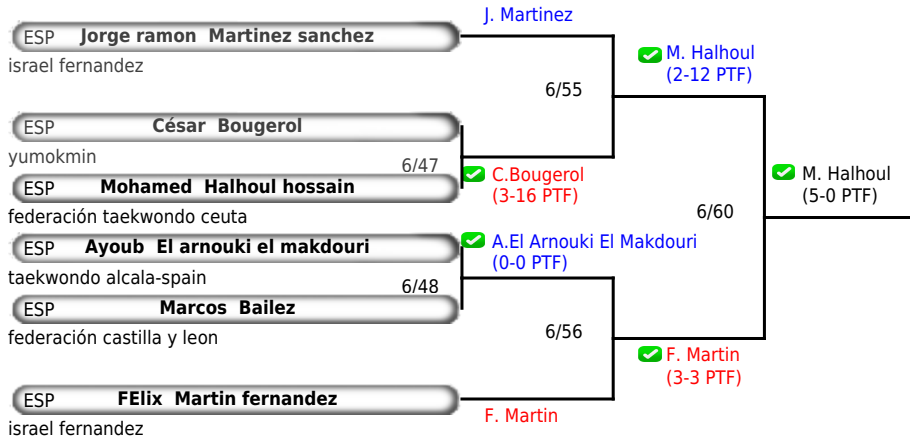 J. Martinez
ESP Jorge ramon Martinez sanchez
israel fernandez
M. Halhoul
(2-12 PTF)
6/55
ESP César Bougerol
yumokmin
6/47
C.Bougerol
(3-16 PTF)
M. Halhoul
(5-0 PTF)
ESP Mohamed Halhoul hossain
federación taekwondo ceuta
6/60
ESP Ayoub El arnouki el makdouri
A.El Arnouki El Makdouri
(0-0 PTF)
taekwondo alcala-spain
6/48
ESP Marcos Bailez
federación castilla y leon
6/56
F. Martin
(3-3 PTF)
ESP FElix Martin fernandez
F. Martin
israel fernandez